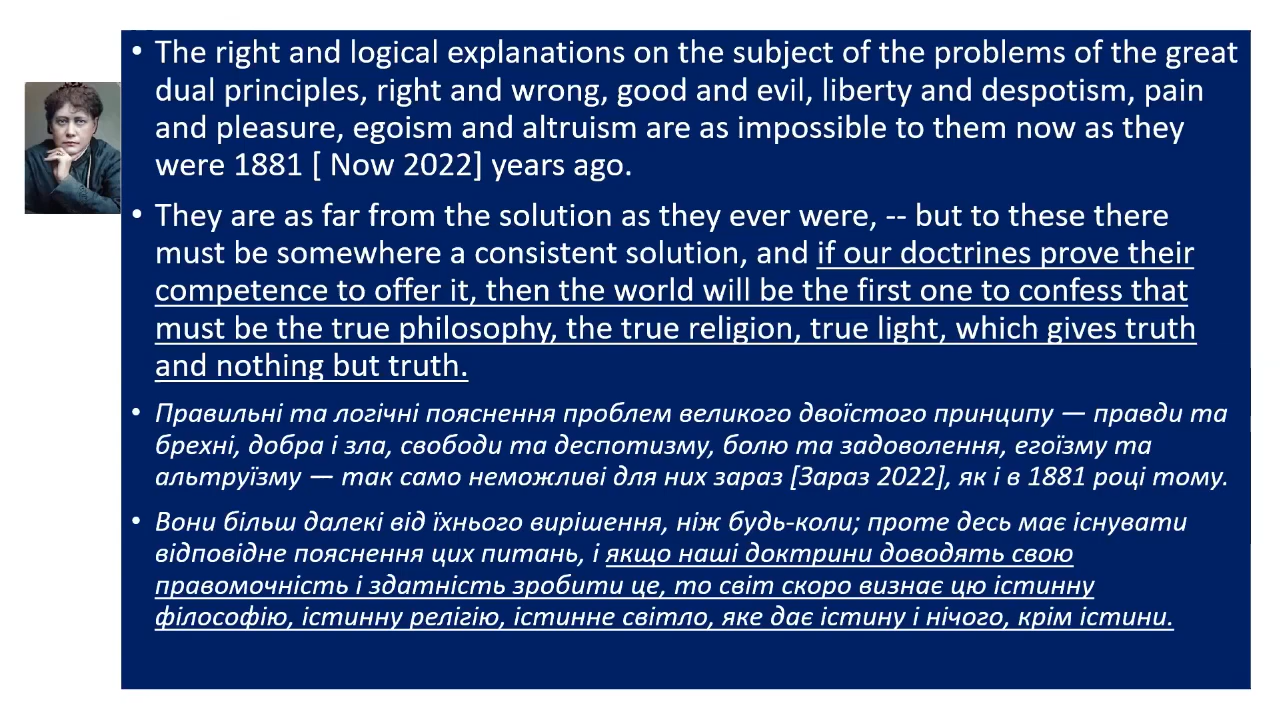 • The right and logical explanations on the subject of the problems of the great
dual principles, right and wrong, good and evil, liberty and despotism, pain
and pleasure, egoism and altruism are as impossible to them now as they
were 1881 [ Now 2022] years ago.
• They are as far from the solution as they ever were, -- but to these there
must be somewhere a consistent solution, and if our doctrines prove their
competence to offer it, then the world will be the first one to confess that
must be the true philosophy, the true religion, true light, which gives truth
and nothing but truth.
• Правильні та логічні пояснення проблем великого двоїстого принципу — правди та
брехні, добра і зла, свободи та деспотизму, болю та задоволення, егоїзму та
альтруїзму — так само неможливі для них зараз [Зараз 2022], як і в 1881 році тому.
• Вони більш далекі від їхнього вирішення, ніж будь-коли; проте десь має існувати
відповідне пояснення цих питань, і якщо наші доктрини доводять свою
правомочність і здатність зробити це, то світ скоро визнає цю істинну
філософію, істинну релігію, істинне світло, яке дає істину і нічого, крім істини.